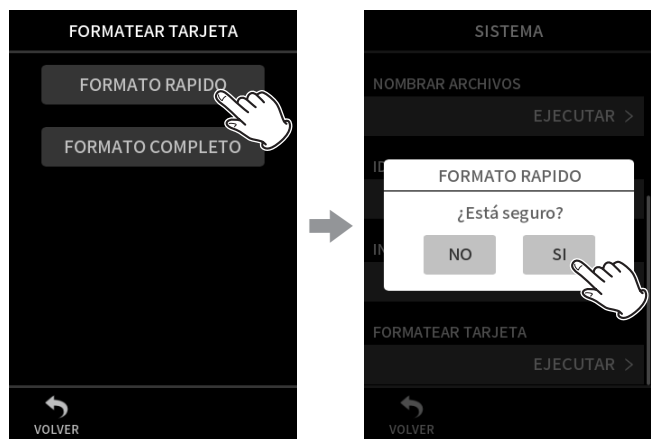 FORMATEAR TARJETA
FORMATO RAPIDO
FORMATO COMPLETO
VOLVER
SISTEMA
NOMBRAR ARCHIVOS
EJECUTAR >
FORMATO RAPIDO
¿Está seguro?
NO
SI
FORMATEAR TARJETA
EJECUTAR >
VOLVER